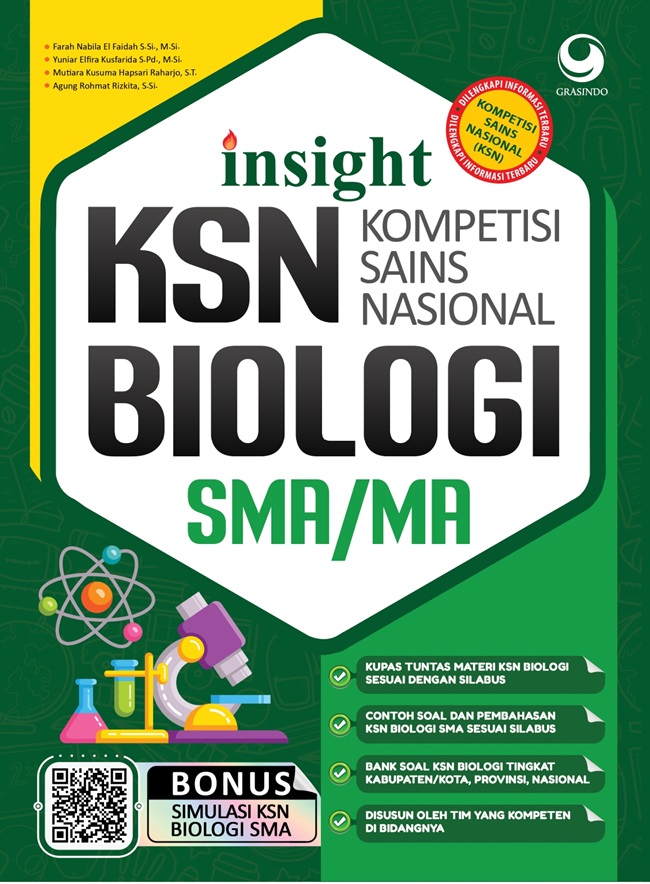 Farah Nabila El Faidah S-Si-, M-Si-
Yuniar Elfira Kusfarida S-Pd-, M-Si-
Mutiara Kusuma Hapsari Raharjo, S.T.
Agung Rohmat Rizkita, S-Si-
GRASINDO
DILENGKAPI INFORMASI TERBARU
KOMPETISI
SAINS
NASIONAL
(KSN)
DILENGKAPI INFORMASI TERBARU
insight
KSN
KOMPETISI
SAINS
NASIONAL
BIOLOGI
SMA/MA
KUPAS TUNTAS MATERI KSN BIOLOGI
SESUAI DENGAN SILABUS
CONTOH SOAL DAN PEMBAHASAN
KSN BIOLOGI SMA SESUAI SILABUS
BANK SOAL KSN BIOLOGI TINGKAT
KABUPATEN/KOTA, PROVINSI, NASIONAL
DISUSUN OLEH TIM YANG KOMPETEN
DI BIDANGNYA
BONUS
SIMULASI KSN
BIOLOGI SMA